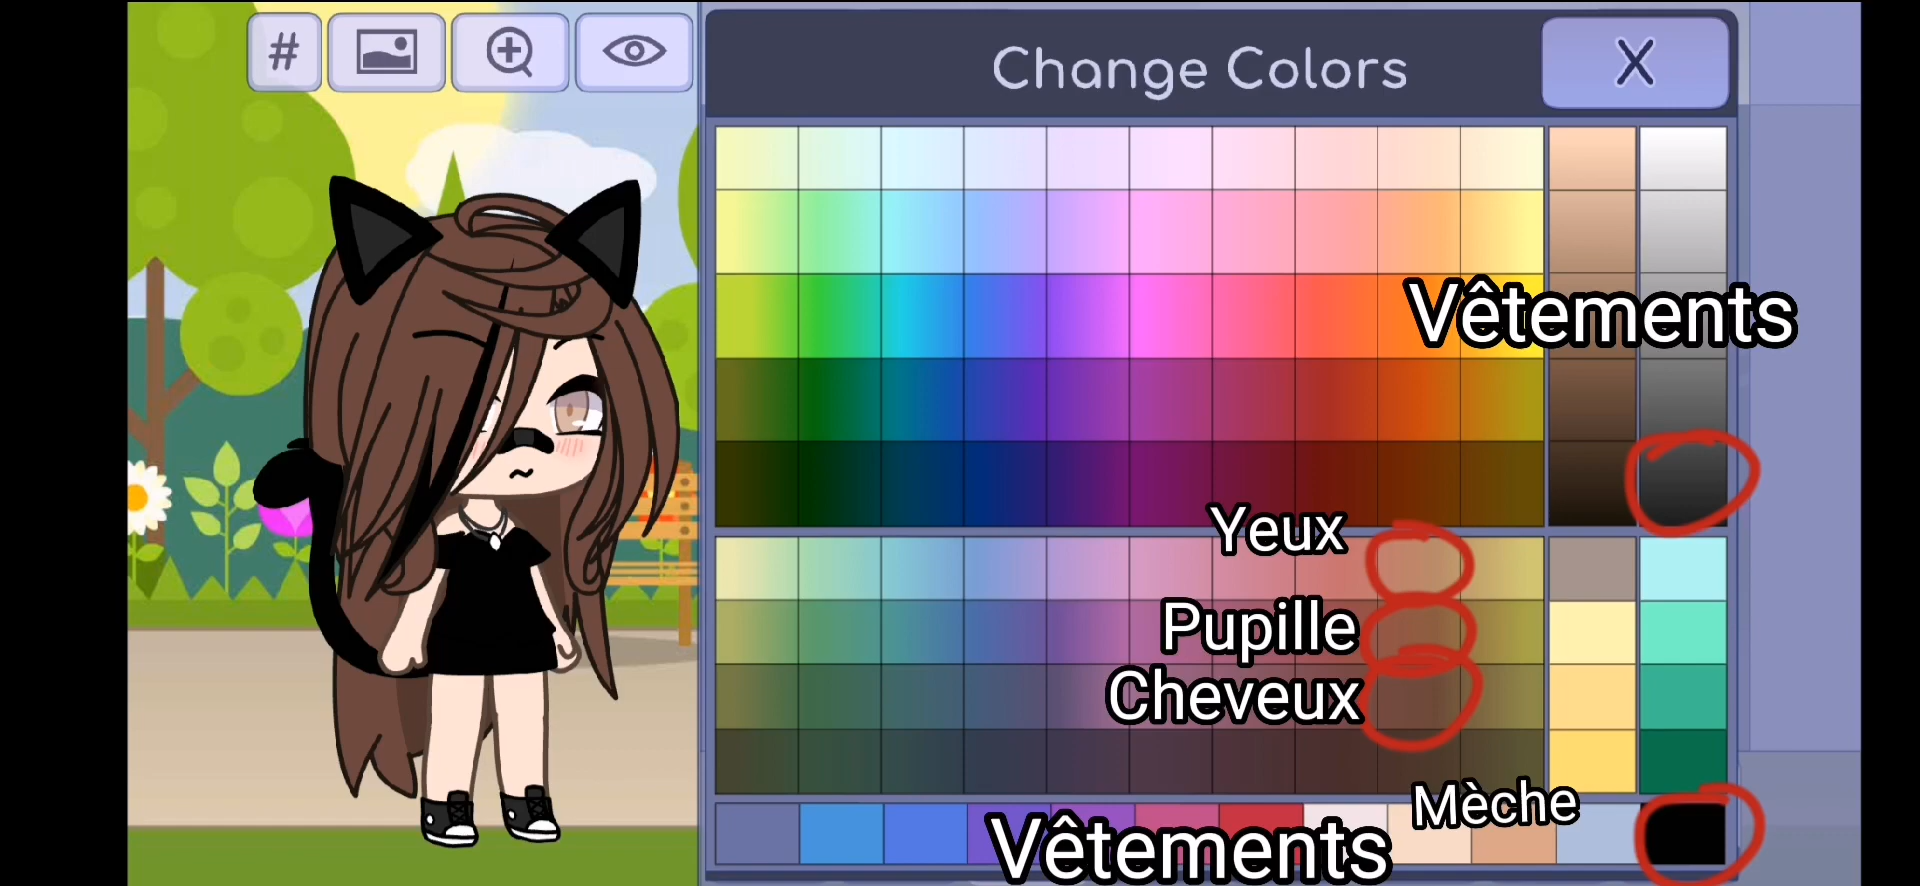 #
Change Colors
X
Vêtements
Yeux
Pupille
Cheveux
Mèche
Vêtements